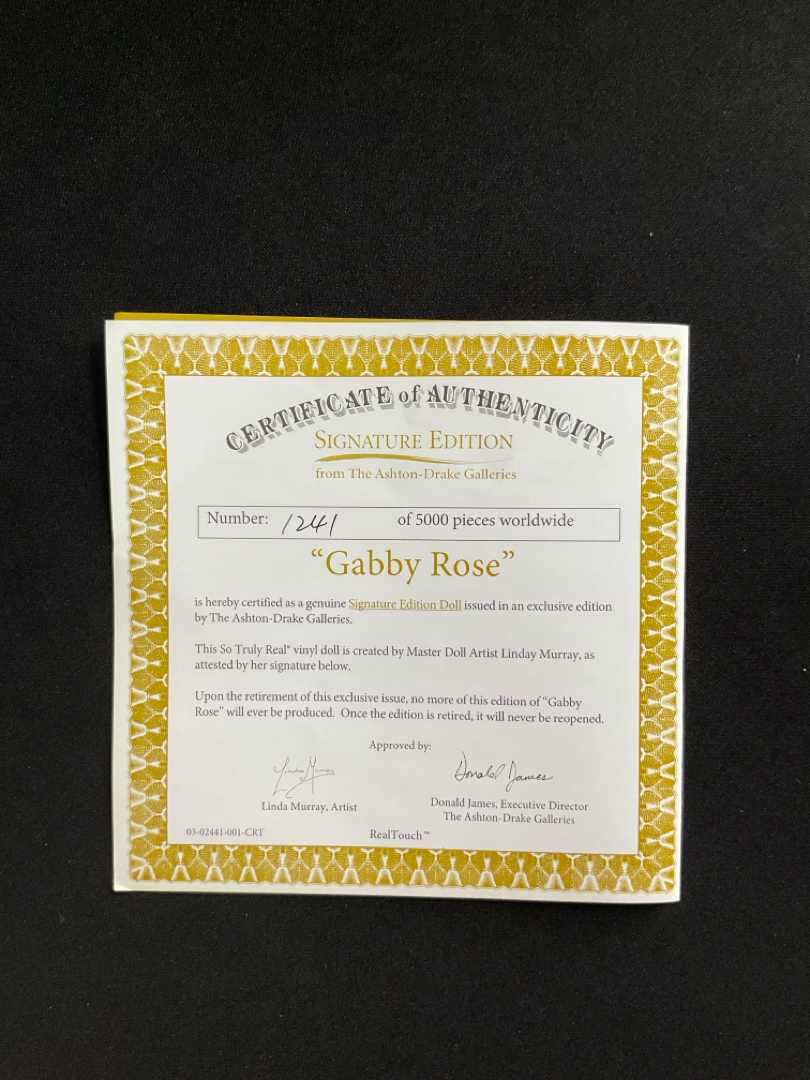 CERTIFICATE of AUTHENTICITY
SIGNATURE EDITION
from The Ashton-Drake Galleries
Number: 1241 of 5000 pieces worldwide
“Gabby Rose”
is hereby certified as a genuine Signature Edition Doll issued in an exclusive edition
by The Ashton-Drake Galleries.
This So Truly Real® vinyl doll is created by Master Doll Artist Linday Murray, as
attested by her signature below.
Upon the retirement of this exclusive issue, no more of this edition of “Gabby
Rose” will ever be produced. Once the edition is retired, it will never be reopened.
Approved by:
Linda Murray Donald James
Linda Murray, Artist
Donald James, Executive Director
The Ashton-Drake Galleries
03-02441-001-CRT
RealTouch™